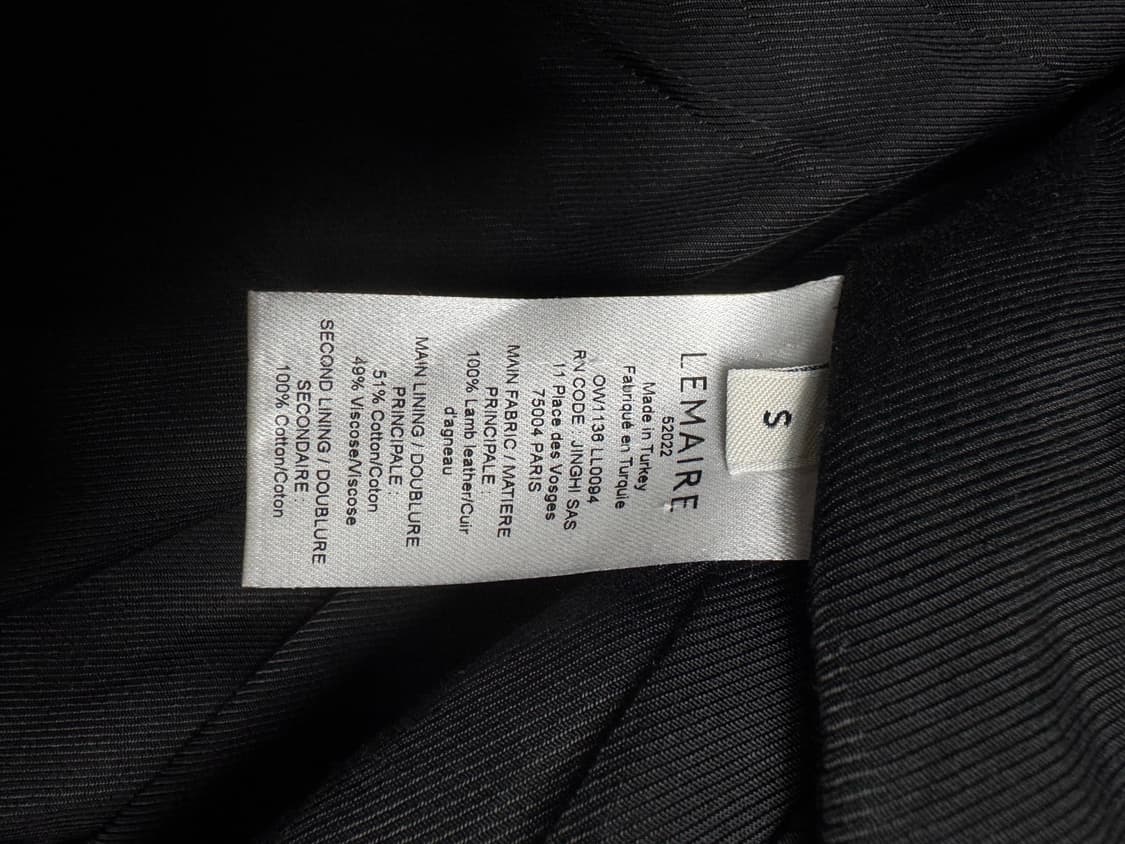 S
LEMAIRE
52022
Made in Turkey
Fabriqué en Turquie
OW1136 LL0094
RN CODE JINGHI SAS
11 Place des Vosges
75004 PARIS
MAIN FABRIC / MATIERE
PRINCIPALE :
100% Lamb leather/Cuir
d'agneau
MAIN LINING / DOUBLURE
PRINCIPALE :
51% Cotton/Coton
49% Viscose/Viscose
SECOND LINING / DOUBLURE
SECONDAIRE
100% Cotton/Coton